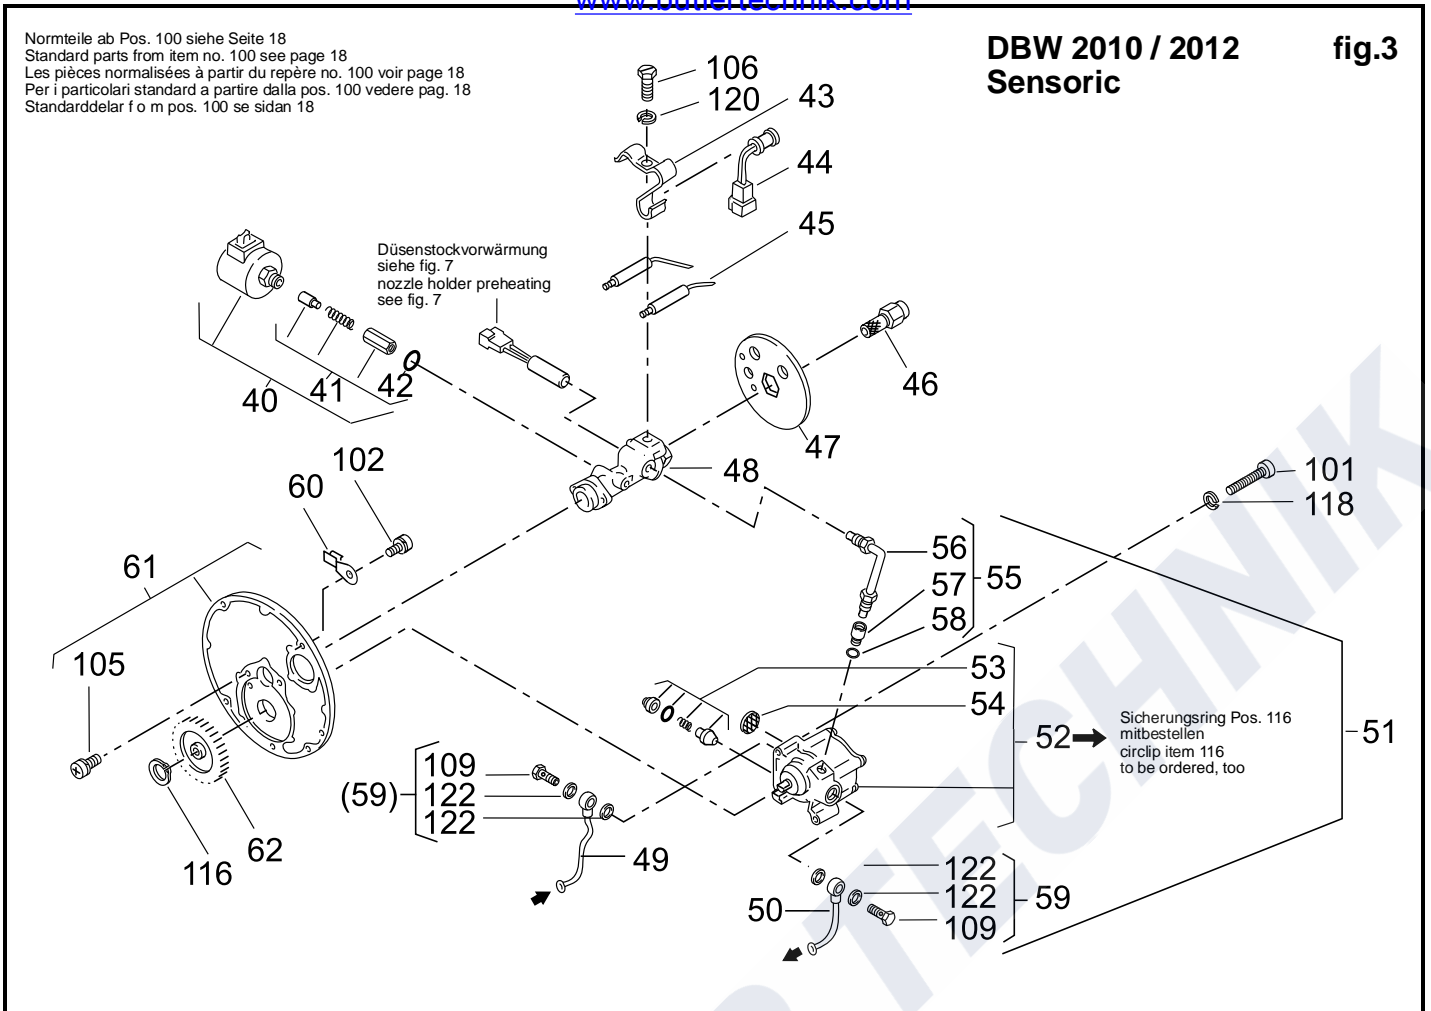 www.butlertechnik.com
Normteile ab Pos. 100 siehe Seite 18
Standard parts from item no. 100 see page 18
Les pièces normalisées à partir du repère no. 100 voir page 18
Per i particolari standard a partire dalla pos. 100 vedere pag. 18
Standarddelar f o m pos. 100 se sidan 18
DBW 2010 / 2012
Sensoric
fig.3
106
120
43
44
45
Düsenstockvorwärmung
siehe fig. 7
nozzle holder preheating
see fig. 7
40
41
42
46
47
48
102
60
61
105
101
118
56
57
58
55
53
54
52
Sicherungsring Pos. 116
mitbestellen
circlip item 116
to be ordered, too
51
(59)
109
122
122
49
116
62
50
122
122
109
59
TECHNIK